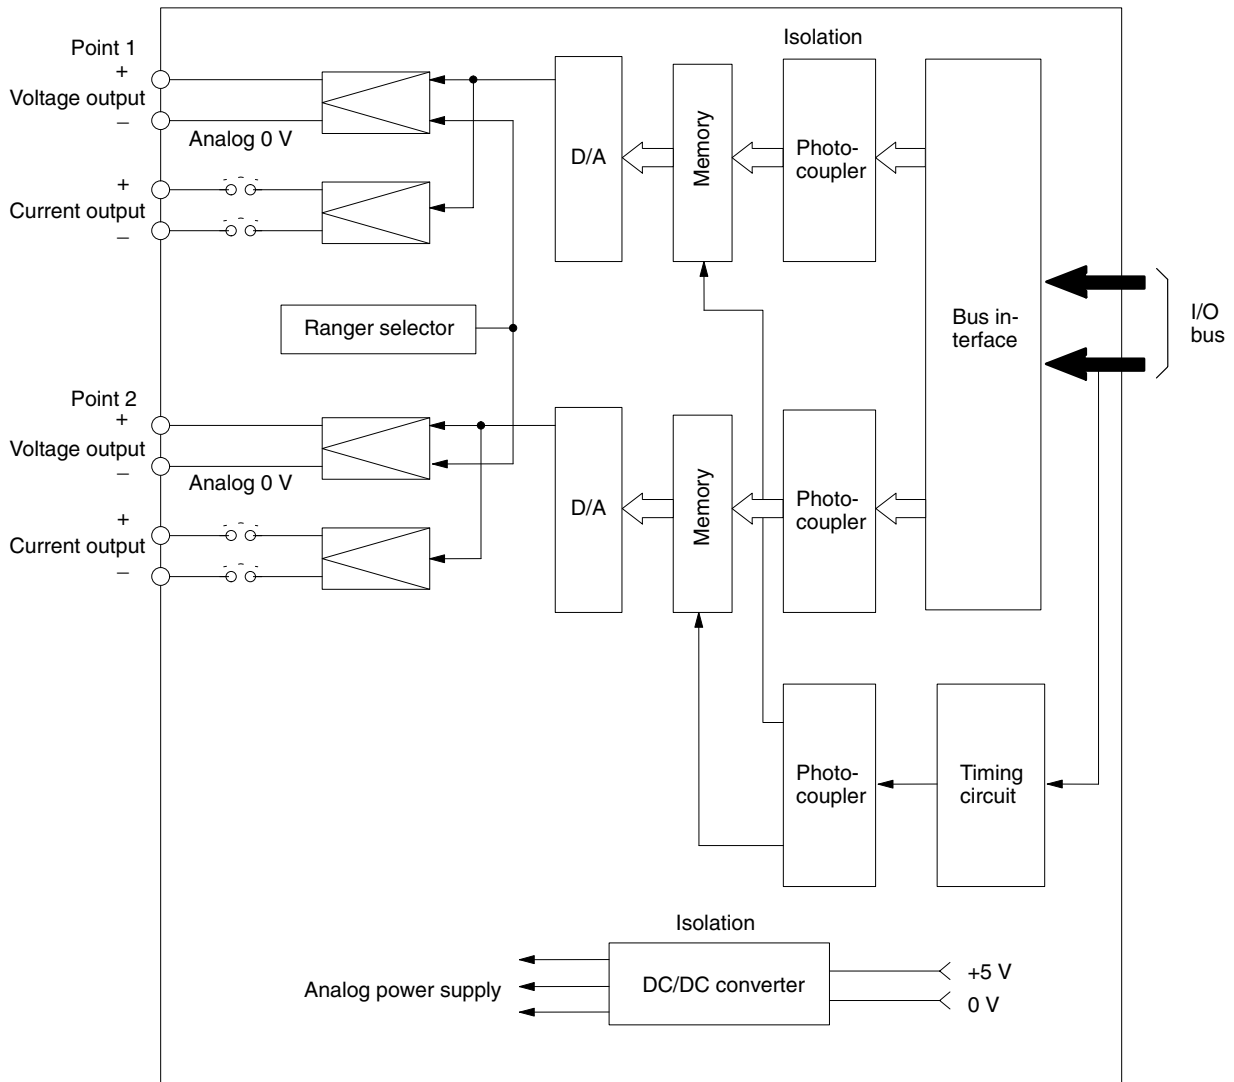 Isolation
Point 1
+
Voltage output
–
Analog 0 V
+
Current output
–
D/A
Memory
Photo-
coupler
Bus in-
terface
I/O
bus
Ranger selector
Point 2
+
Voltage output
–
Analog 0 V
+
Current output
–
D/A
Memory
Photo-
coupler
Photo-
coupler
Timing
circuit
Isolation
Analog power supply
DC/DC converter
+5 V
0 V